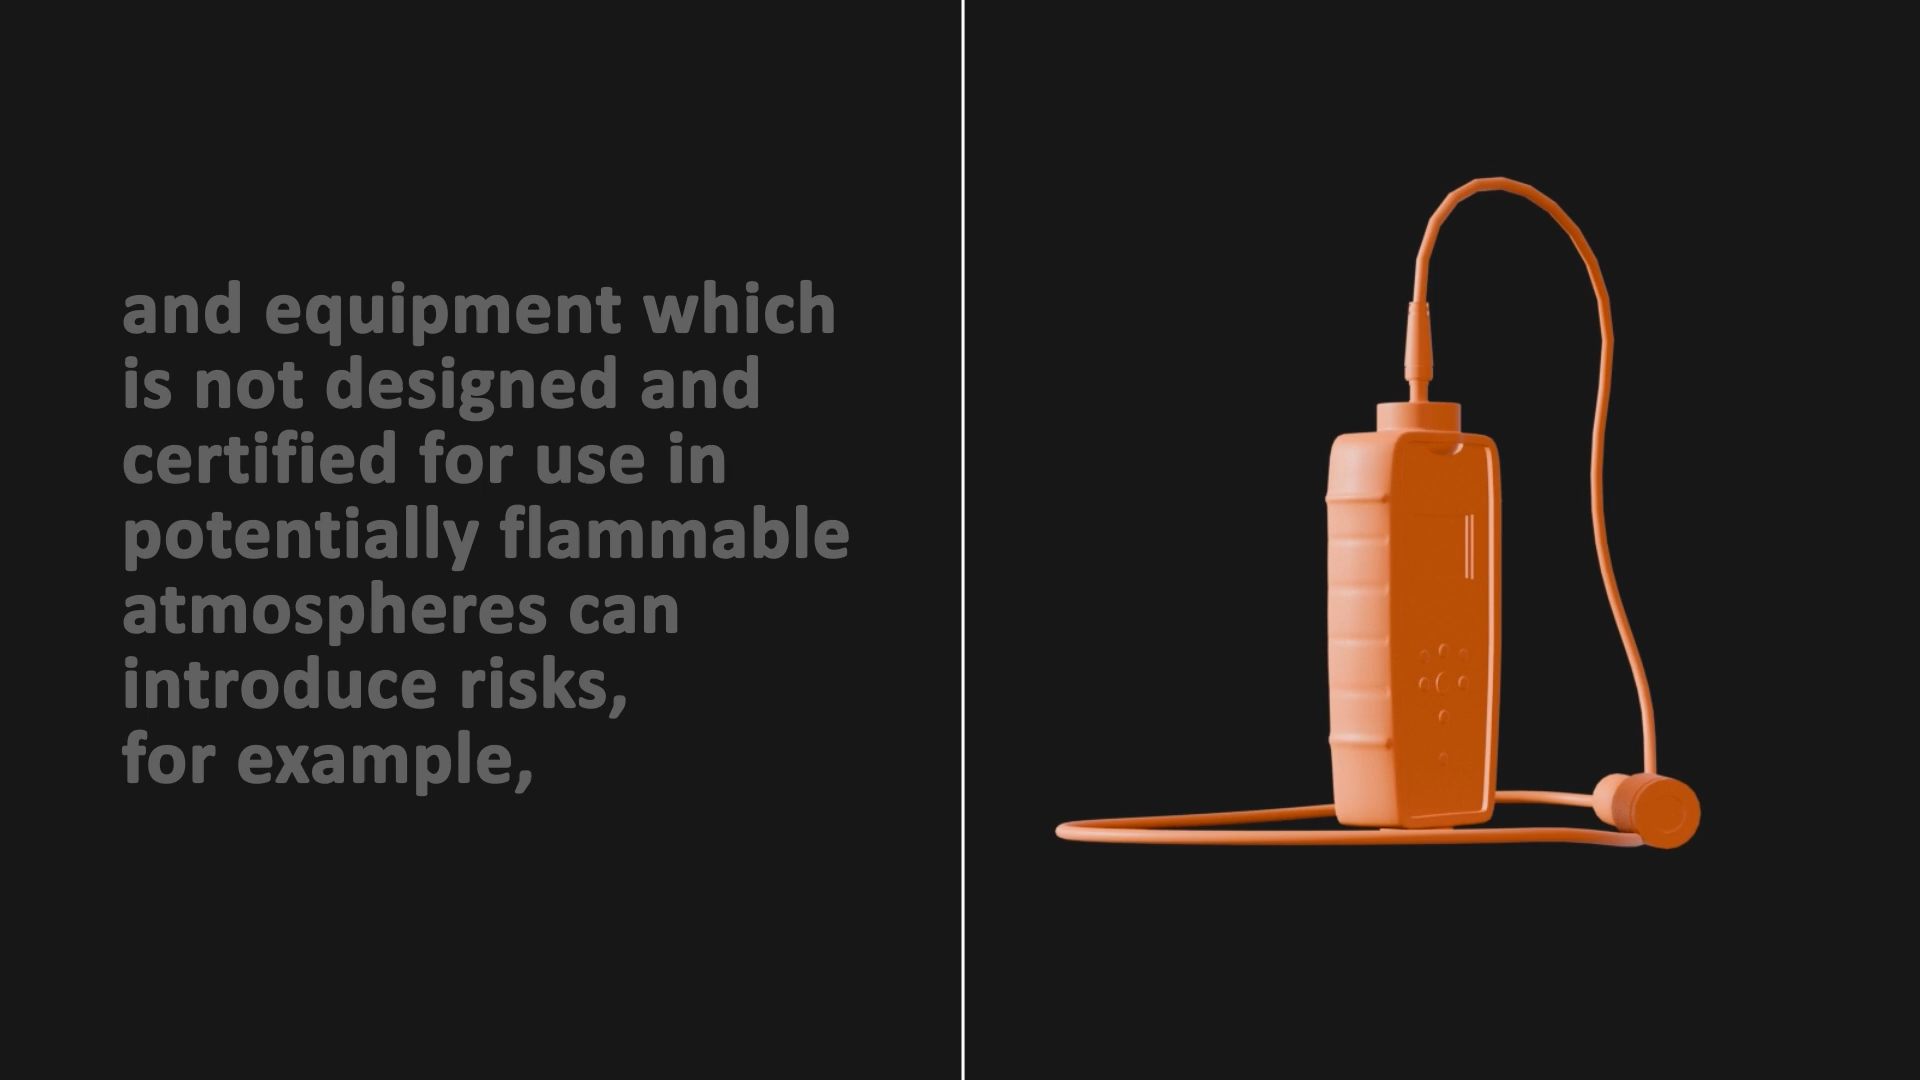 and equipment which
is not designed and
certified for use in
potentially flammable
atmospheres can
introduce risks,
for example,